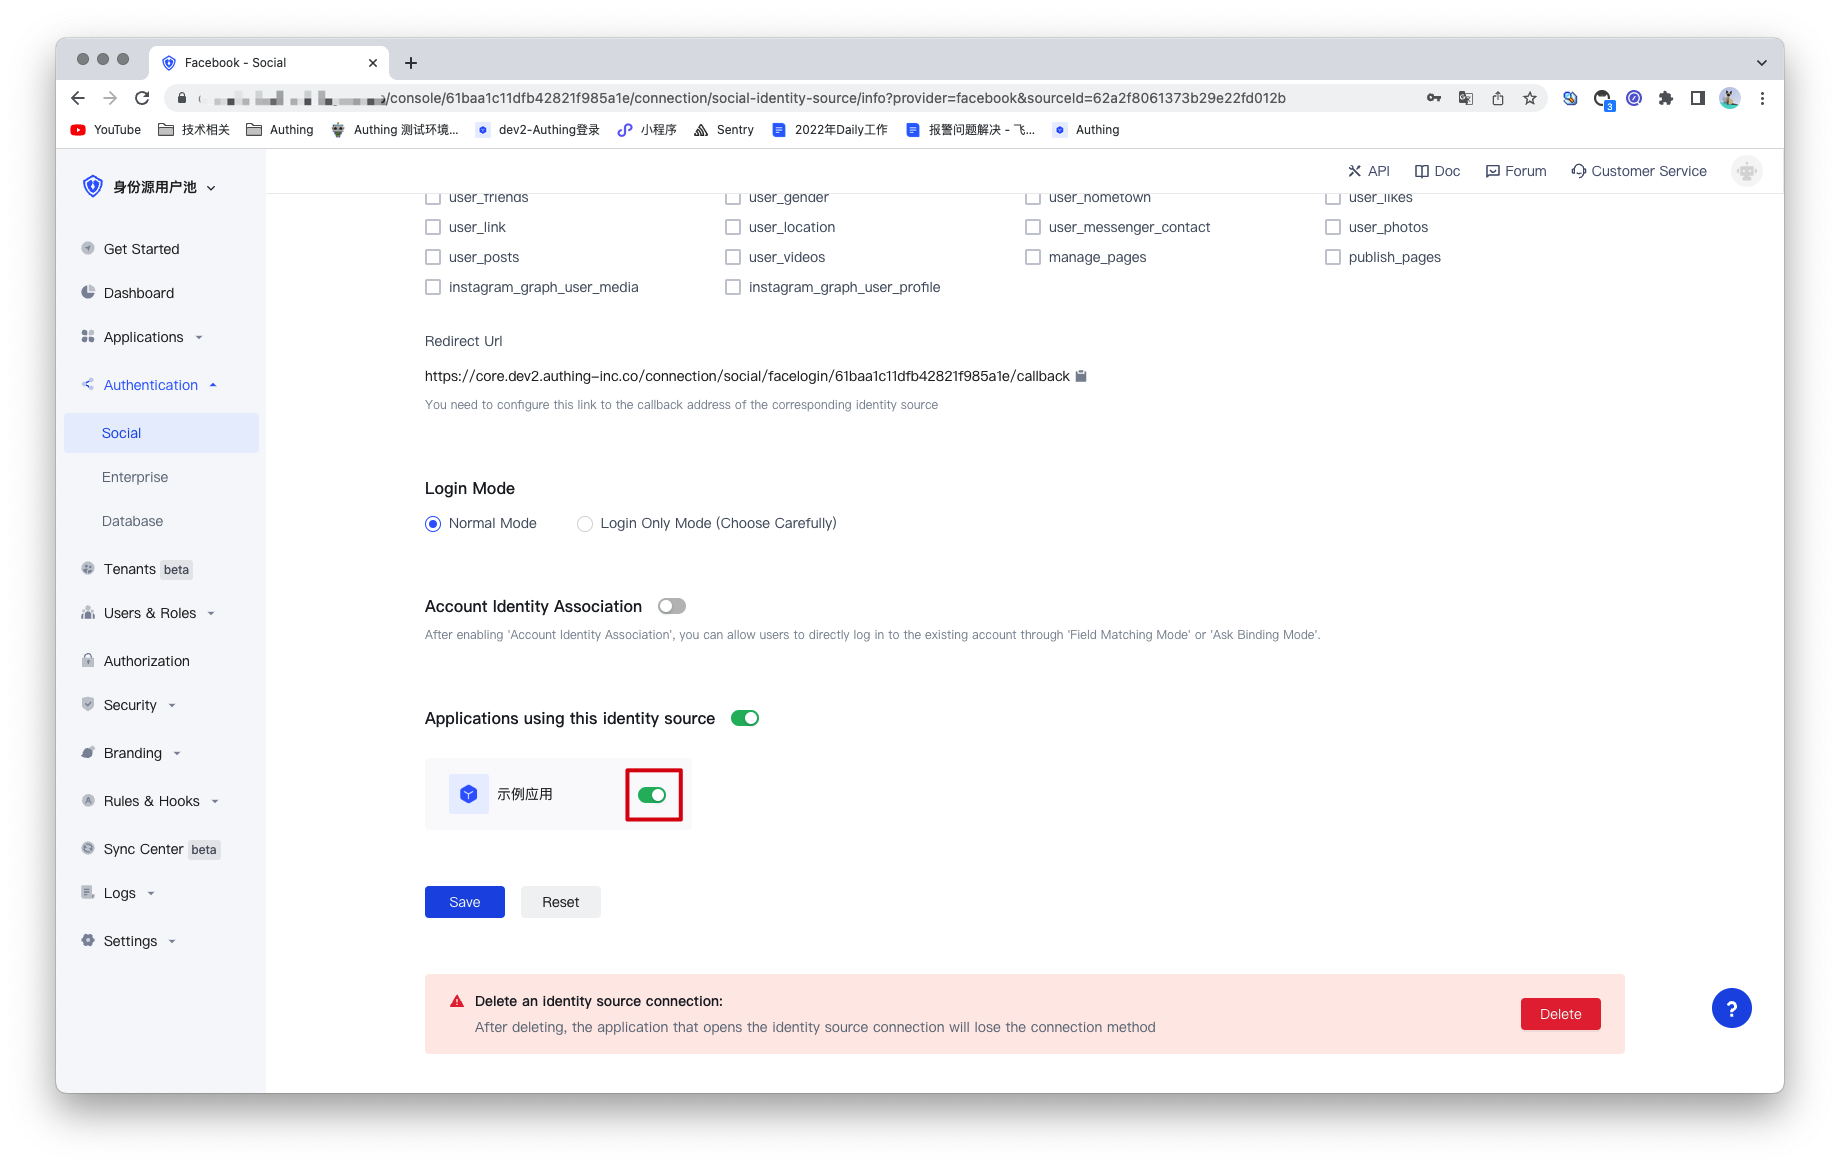 Facebook - Social
/console/61baa1c11dfb42821f985a1e/connection/social-identity-source/info?provider=facebook&sourceId=62a2f8061373b29e22fd012b
3
YouTube 技术相关 Authing Authing 测试环境... dev2-Authing登录 小程序 Sentry 2022年Daily工作 报警问题解决 - 飞... Authing
身份源用户池
API Doc Forum Customer Service
Get Started
Dashboard
Applications
Authentication
Social
Enterprise
Database
Tenants beta
Users & Roles
Authorization
Security
Branding
Rules & Hooks
Sync Center beta
Logs
Settings
user_friends user_gender user_hometown user_likes
user_link user_location user_messenger_contact user_photos
user_posts user_videos manage_pages publish_pages
instagram_graph_user_media instagram_graph_user_profile
Redirect Url
https://core.dev2.authing-inc.co/connection/social/facelogin/61baa1c11dfb42821f985a1e/callback
You need to configure this link to the callback address of the corresponding identity source
Login Mode
Normal Mode Login Only Mode (Choose Carefully)
Account Identity Association
After enabling 'Account Identity Association', you can allow users to directly log in to the existing account through 'Field Matching Mode' or 'Ask Binding Mode'.
Applications using this identity source
示例应用
Save Reset
Delete an identity source connection:
After deleting, the application that opens the identity source connection will lose the connection method
Delete
?